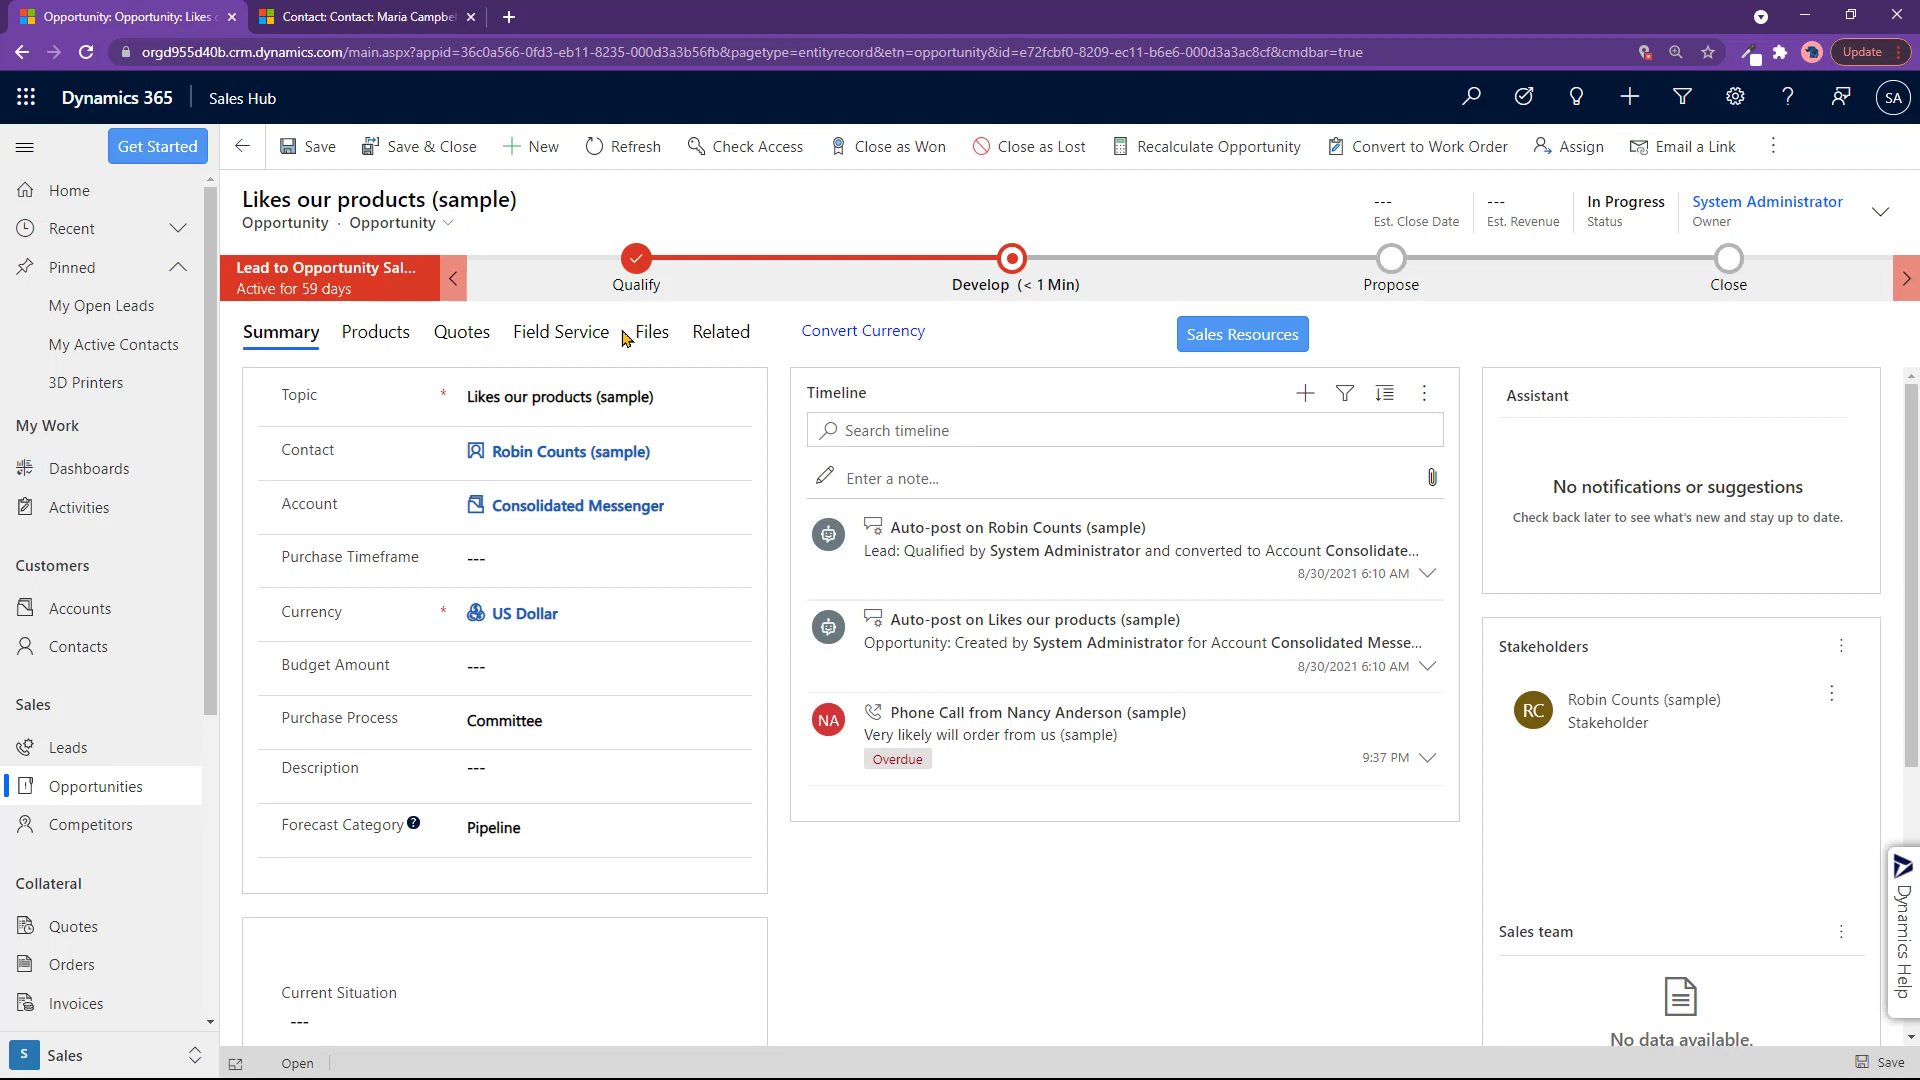 Opportunity: Opportunity: Likes o
Contact: Contact: Maria Campbel
orgd955d40b.crm.dynamics.com/main.aspx?appid=36c0a566-0fd3-eb11-8235-000d3a3b56fb&pagetype=entityrecord&etn=opportunity&id=e72fcbf0-8209-ec11-b6e6-000d3a3ac8cf&cmdbar=true
Update
Dynamics 365
Sales Hub
SA
Get Started
Save
Save & Close
New
Refresh
Check Access
Close as Won
Close as Lost
Recalculate Opportunity
Convert to Work Order
Assign
Email a Link
Home
Recent
Pinned
My Open Leads
My Active Contacts
3D Printers
My Work
Dashboards
Activities
Customers
Accounts
Contacts
Sales
Leads
Opportunities
Competitors
Collateral
Quotes
Orders
Invoices
S
Sales
Likes our products (sample)
Opportunity · Opportunity
---
Est. Close Date
---
Est. Revenue
In Progress
Status
System Administrator
Owner
Lead to Opportunity Sal...
Active for 59 days
Qualify
Develop (< 1 Min)
Propose
Close
Summary
Products
Quotes
Field Service
Files
Related
Convert Currency
Sales Resources
Topic * Likes our products (sample)
Contact Robin Counts (sample)
Account Consolidated Messenger
Purchase Timeframe ---
Currency * US Dollar
Budget Amount ---
Purchase Process Committee
Description ---
Forecast Category ? Pipeline
Current Situation
---
Timeline
Search timeline
Enter a note...
Auto-post on Robin Counts (sample)
Lead: Qualified by System Administrator and converted to Account Consolidate...
8/30/2021 6:10 AM
Auto-post on Likes our products (sample)
Opportunity: Created by System Administrator for Account Consolidated Messe...
8/30/2021 6:10 AM
NA
Phone Call from Nancy Anderson (sample)
Very likely will order from us (sample)
Overdue
9:37 PM
Assistant
No notifications or suggestions
Check back later to see what's new and stay up to date.
Stakeholders
RC
Robin Counts (sample)
Stakeholder
Sales team
No data available.
Dynamics Help
Open
Save